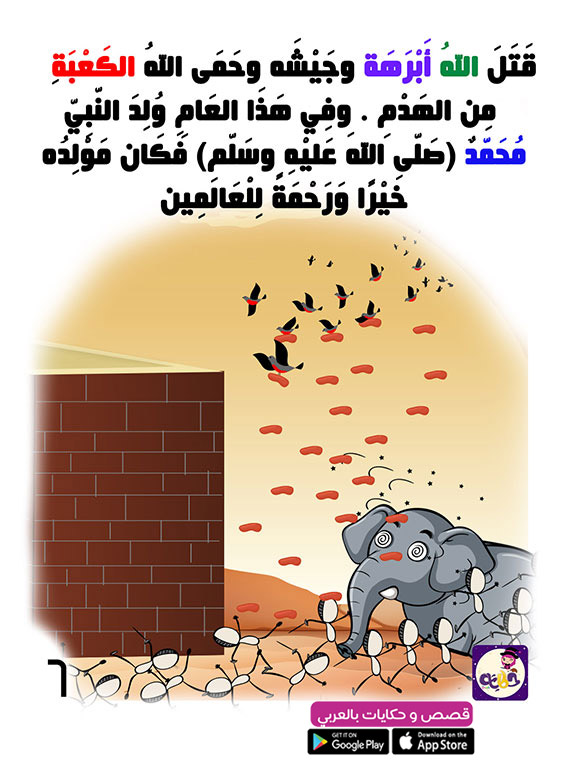 قَتَلَ اللهُ أَبْرَهَة وجَيْشَه وحَمَى اللهُ الكَعْبَةِ
مِن الهَدْمِ . وفِي هَذَا العَامِ وُلِدَ النّبِيّ
مُحَمّدٌ (صَلّى اللهَ عَليْهِ وسَلّم) فَكَان مَوْلِدُه
خَيْرًا وَرَحْمَةً لِلْعَالَمِين
٦
قصص و حكايات بالعربي
GET IT ON
Google Play
Download on the
App Store